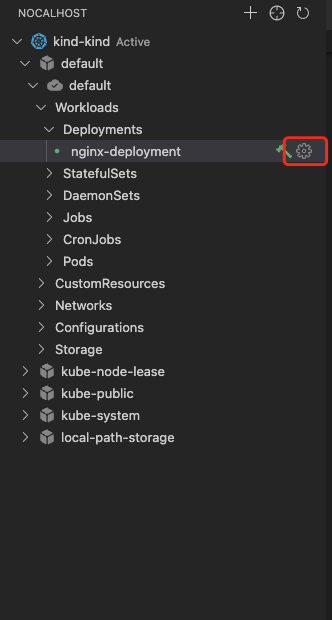 NOCALHOST
kind-kind Active
default
default
Workloads
Deployments
nginx-deployment
StatefulSets
DaemonSets
Jobs
CronJobs
Pods
CustomResources
Networks
Configurations
Storage
kube-node-lease
kube-public
kube-system
local-path-storage